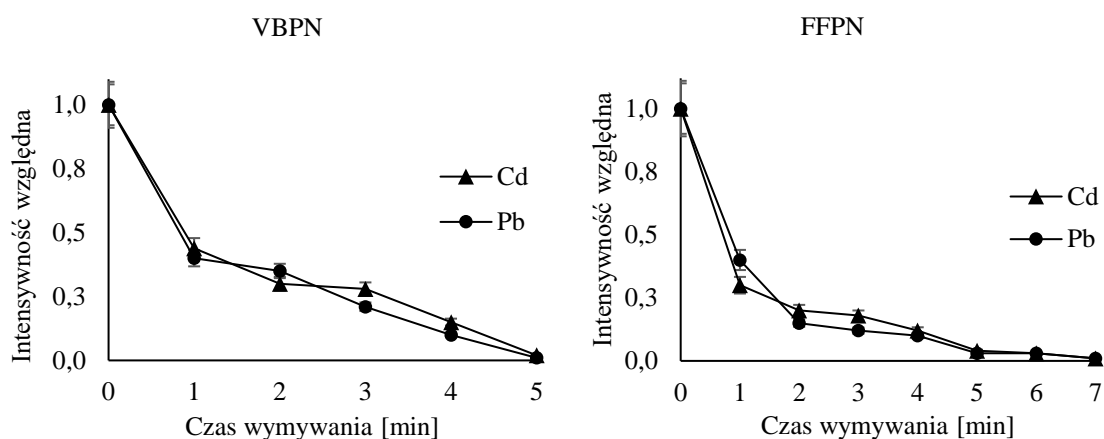 VBPN
Intensywność względna
1,0
0,8
0,5
0,3
0,0
Cd
Pb
0 1 2 3 4 5
Czas wymywania [min]
FFPN
Intensywność względna
1,0
0,8
0,5
0,3
0,0
Cd
Pb
0 1 2 3 4 5 6 7
Czas wymywania [min]